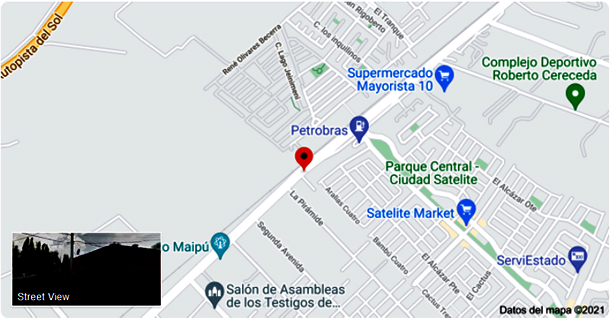 Autopista del Sol
René Olivares Becerra
C. Lago Jeinimeni
San Rigoberto
C. los Inquilinos
El Tranque
Supermercado
Mayorista 10
Complejo Deportivo
Roberto Cereceda
Petrobras
Parque Central -
Ciudad Satelite
El Alcázar Ote
Aralias Cuatro
La Pirámide
Satelite Market
Segunda Avenida
o Maipú
Bambú Cuatro
El Alcázar Pte
El Cactus
ServiEstado
Salón de Asambleas
de los Testigos de...
Cactus Tres
Street View
Datos del mapa ©2021